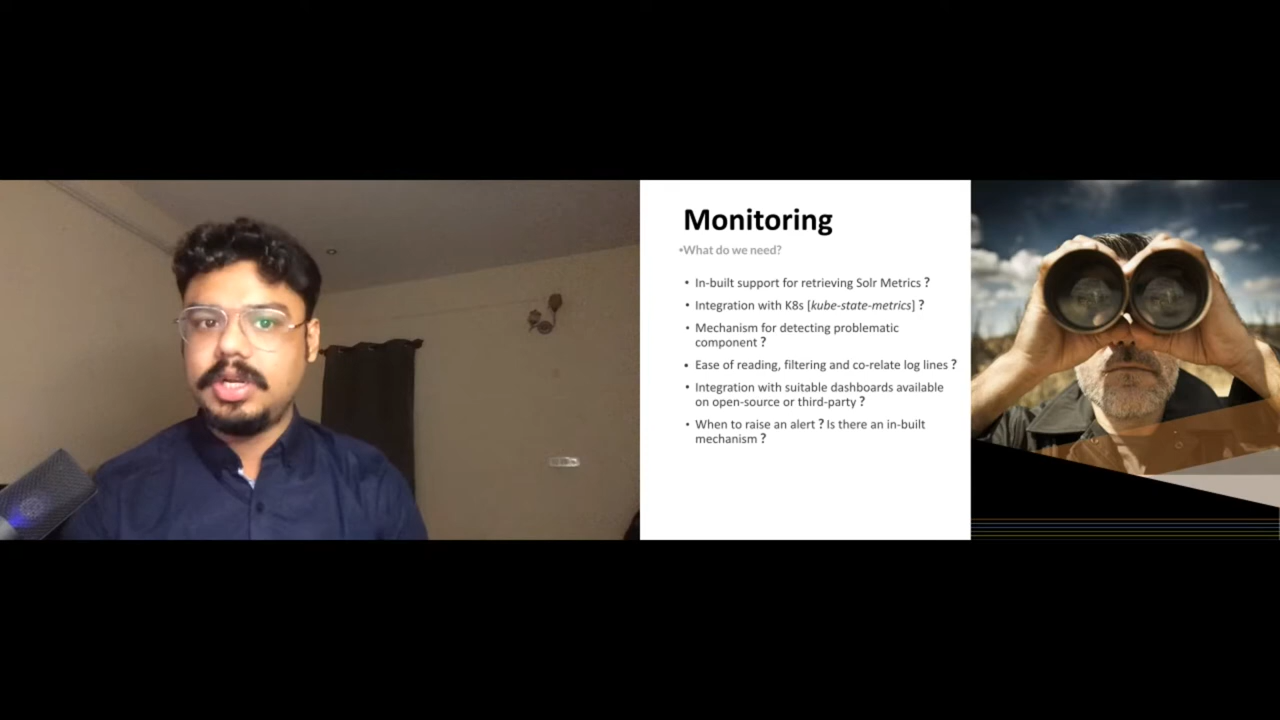 Monitoring
•What do we need?
• In-built support for retrieving Solr Metrics ?
• Integration with K8s [kube-state-metrics] ?
• Mechanism for detecting problematic
component ?
• Ease of reading, filtering and co-relate log lines ?
• Integration with suitable dashboards available
on open-source or third-party ?
• When to raise an alert ? Is there an in-built
mechanism ?